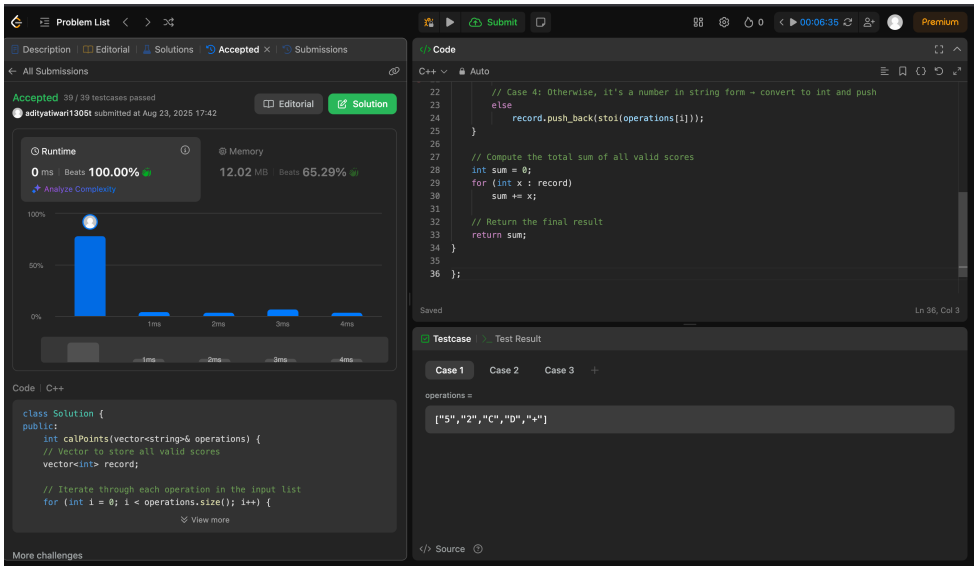 Problem List
Submit
0
00:06:35
Premium
Description | Editorial | Solutions | Accepted × | Submissions
All Submissions
Accepted 39 / 39 testcases passed
adityatiwari1305t submitted at Aug 23, 2025 17:42
Editorial
Solution
Runtime
0 ms | Beats 100.00%
Analyze Complexity
Memory
12.02 MB | Beats 65.29%
100%
50%
0%
1ms 2ms 3ms 4ms
1ms 2ms 3ms 4ms
Code | C++
class Solution {
public:
    int calPoints(vector<string>& operations) {
    // Vector to store all valid scores
    vector<int> record;
    // Iterate through each operation in the input list
    for (int i = 0; i < operations.size(); i++) {
View more
More challenges
</> Code
C++ Auto
22 // Case 4: Otherwise, it's a number in string form → convert to int and push
23 else
24 record.push_back(stoi(operations[i]));
25 }
26
27 // Compute the total sum of all valid scores
28 int sum = 0;
29 for (int x : record)
30 sum += x;
31
32 // Return the final result
33 return sum;
34 }
35
36 };
Saved
Ln 36, Col 3
Testcase | >_ Test Result
Case 1 Case 2 Case 3 +
operations =
["5","2","C","D","+"]
</> Source ?